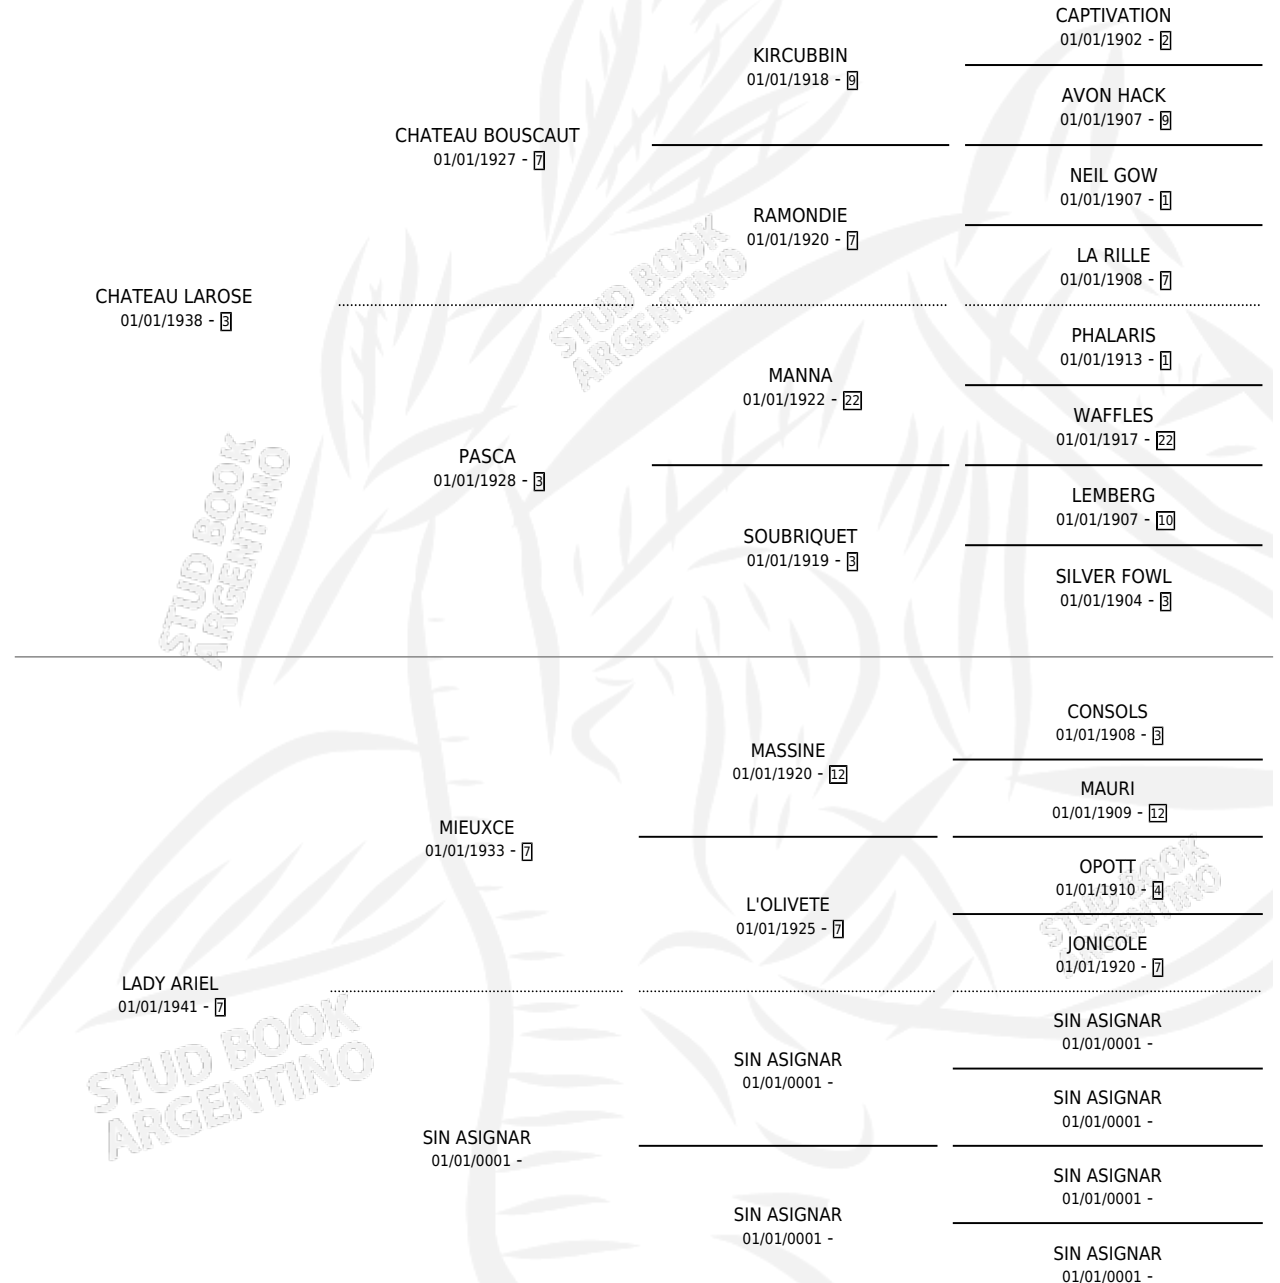 CAPTIVATION
01/01/1902 - 2
KIRCUBBIN
01/01/1918 - 9
AVON HACK
01/01/1907 - 9
CHATEAU BOUSCAUT
01/01/1927 - 7
NEIL GOW
01/01/1907 - 1
RAMONDIE
01/01/1920 - 7
LA RILLE
01/01/1908 - 7
CHATEAU LAROSE
01/01/1938 - 3
STUD BOOK
ARGENTINO
PHALARIS
01/01/1913 - 1
MANNA
01/01/1922 - 22
WAFFLES
01/01/1917 - 22
PASCA
01/01/1928 - 3
LEMBERG
01/01/1907 - 10
SOUBRIQUET
01/01/1919 - 3
SILVER FOWL
01/01/1904 - 3
STUD BOOK
ARGENTINO
CONSOLS
01/01/1908 - 3
MASSINE
01/01/1920 - 12
MAURI
01/01/1909 - 12
MIEUXCE
01/01/1933 - 7
OPOTT
01/01/1910 - 4
L'OLIVETE
01/01/1925 - 7
STUD BOOK
ARGENTINO
JONICOLE
01/01/1920 - 7
LADY ARIEL
01/01/1941 - 7
SIN ASIGNAR
01/01/0001 -
SIN ASIGNAR
01/01/0001 -
STUD BOOK
ARGENTINO
SIN ASIGNAR
01/01/0001 -
SIN ASIGNAR
01/01/0001 -
SIN ASIGNAR
01/01/0001 -
SIN ASIGNAR
01/01/0001 -
SIN ASIGNAR
01/01/0001 -